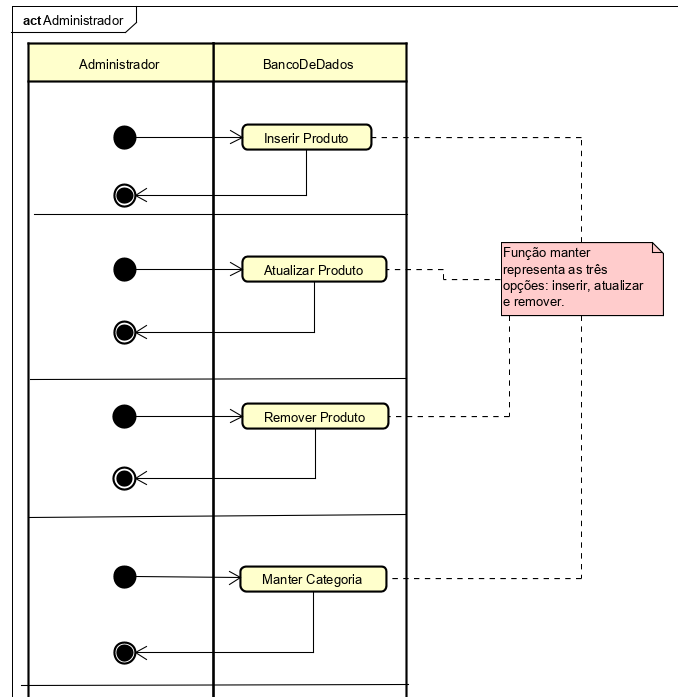 act Administrador
Administrador
BancoDeDados
Inserir Produto
Função manter
representa as três
opções: inserir, atualizar
e remover.
Atualizar Produto
Remover Produto
Manter Categoria